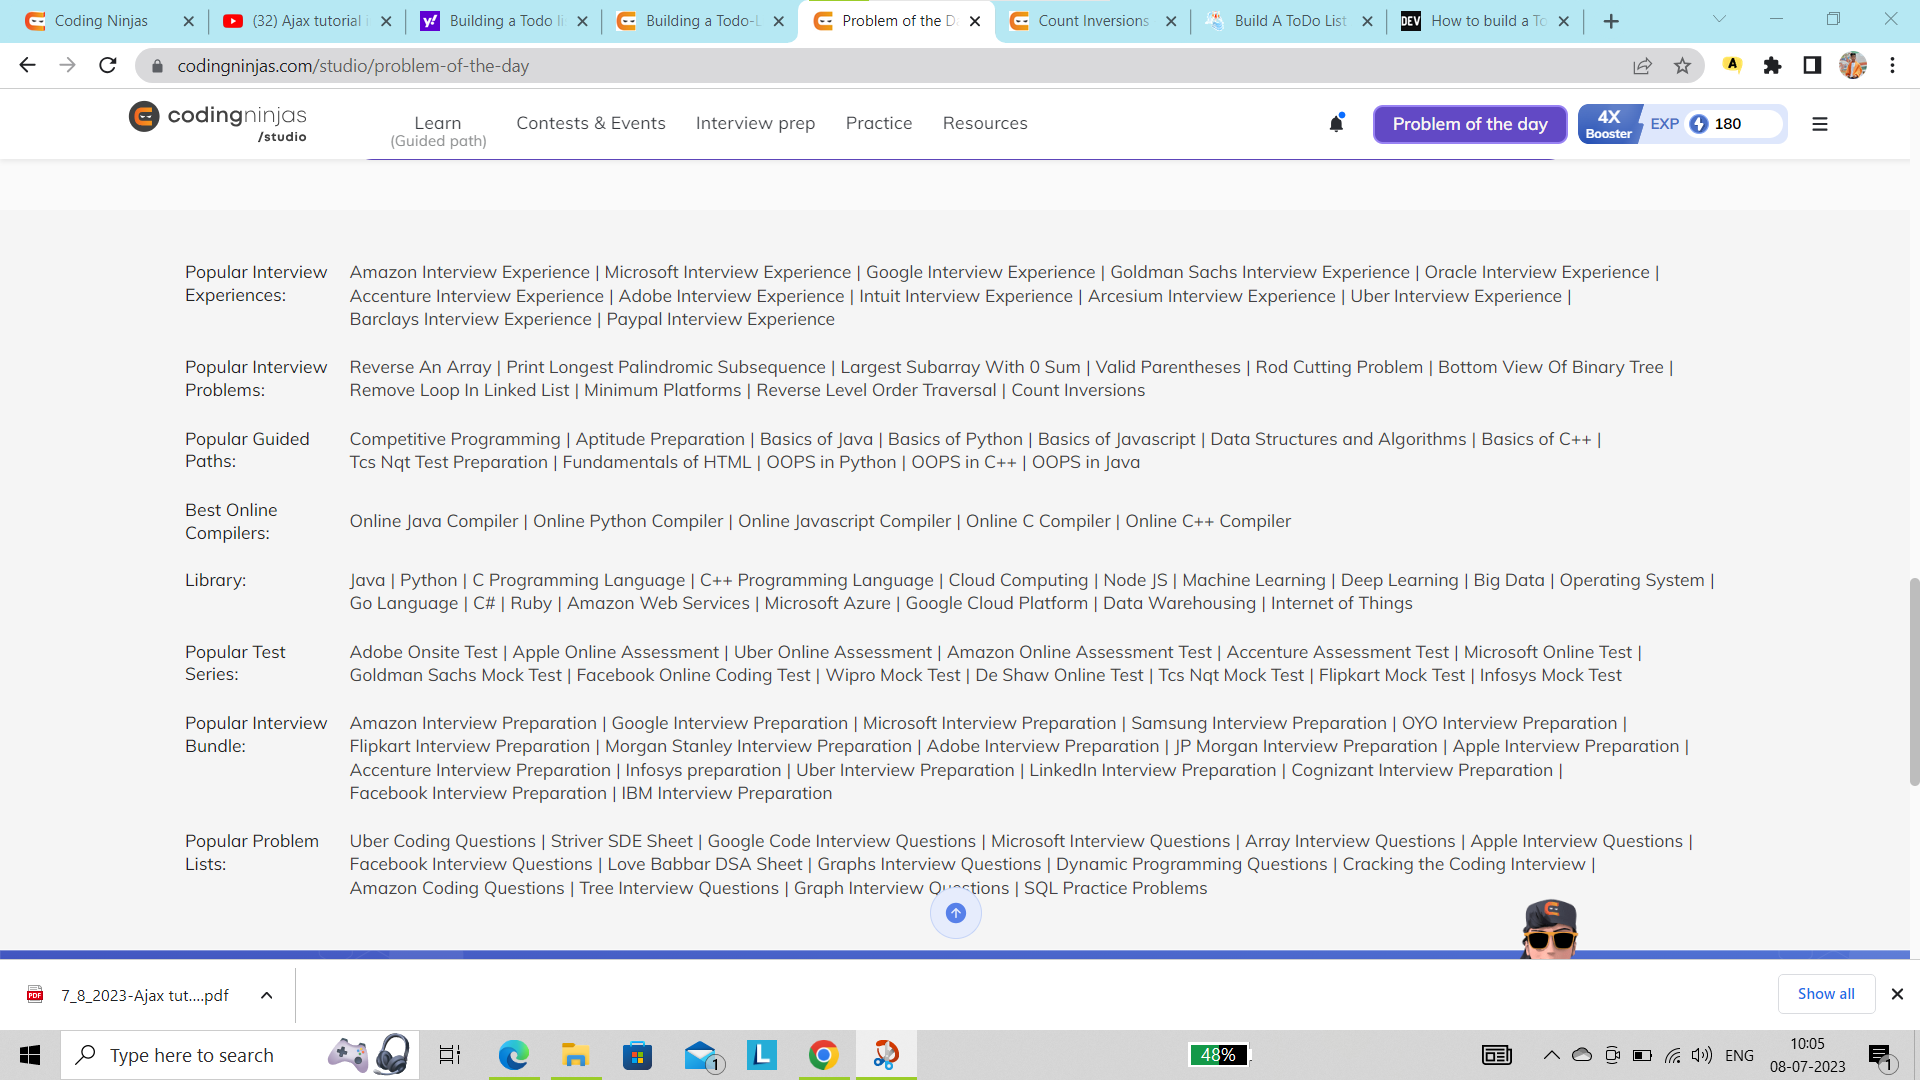 Coding Ninjas
(32) Ajax tutorial i
Building a Todo li
Building a Todo-L
Problem of the D
Count Inversions
Build A ToDo List
DEV How to build a To
codingninjas.com/studio/problem-of-the-day
codingninjas
/studio
Learn
(Guided path)
Contests & Events
Interview prep
Practice
Resources
Problem of the day
4X
Booster
EXP
180
Popular Interview
Experiences:
Amazon Interview Experience | Microsoft Interview Experience | Google Interview Experience | Goldman Sachs Interview Experience | Oracle Interview Experience |
Accenture Interview Experience | Adobe Interview Experience | Intuit Interview Experience | Arcesium Interview Experience | Uber Interview Experience |
Barclays Interview Experience | Paypal Interview Experience
Popular Interview
Problems:
Reverse An Array | Print Longest Palindromic Subsequence | Largest Subarray With 0 Sum | Valid Parentheses | Rod Cutting Problem | Bottom View Of Binary Tree |
Remove Loop In Linked List | Minimum Platforms | Reverse Level Order Traversal | Count Inversions
Popular Guided
Paths:
Competitive Programming | Aptitude Preparation | Basics of Java | Basics of Python | Basics of Javascript | Data Structures and Algorithms | Basics of C++ |
Tcs Nqt Test Preparation | Fundamentals of HTML | OOPS in Python | OOPS in C++ | OOPS in Java
Best Online
Compilers:
Online Java Compiler | Online Python Compiler | Online Javascript Compiler | Online C Compiler | Online C++ Compiler
Library:
Java | Python | C Programming Language | C++ Programming Language | Cloud Computing | Node JS | Machine Learning | Deep Learning | Big Data | Operating System |
Go Language | C# | Ruby | Amazon Web Services | Microsoft Azure | Google Cloud Platform | Data Warehousing | Internet of Things
Popular Test
Series:
Adobe Onsite Test | Apple Online Assessment | Uber Online Assessment | Amazon Online Assessment Test | Accenture Assessment Test | Microsoft Online Test |
Goldman Sachs Mock Test | Facebook Online Coding Test | Wipro Mock Test | De Shaw Online Test | Tcs Nqt Mock Test | Flipkart Mock Test | Infosys Mock Test
Popular Interview
Bundle:
Amazon Interview Preparation | Google Interview Preparation | Microsoft Interview Preparation | Samsung Interview Preparation | OYO Interview Preparation |
Flipkart Interview Preparation | Morgan Stanley Interview Preparation | Adobe Interview Preparation | JP Morgan Interview Preparation | Apple Interview Preparation |
Accenture Interview Preparation | Infosys preparation | Uber Interview Preparation | LinkedIn Interview Preparation | Cognizant Interview Preparation |
Facebook Interview Preparation | IBM Interview Preparation
Popular Problem
Lists:
Uber Coding Questions | Striver SDE Sheet | Google Code Interview Questions | Microsoft Interview Questions | Array Interview Questions | Apple Interview Questions |
Facebook Interview Questions | Love Babbar DSA Sheet | Graphs Interview Questions | Dynamic Programming Questions | Cracking the Coding Interview |
Amazon Coding Questions | Tree Interview Questions | Graph Interview Questions | SQL Practice Problems
PDF 7_8_2023-Ajax tut....pdf
Show all
Type here to search
1
L
48%
ENG
10:05
08-07-2023
1